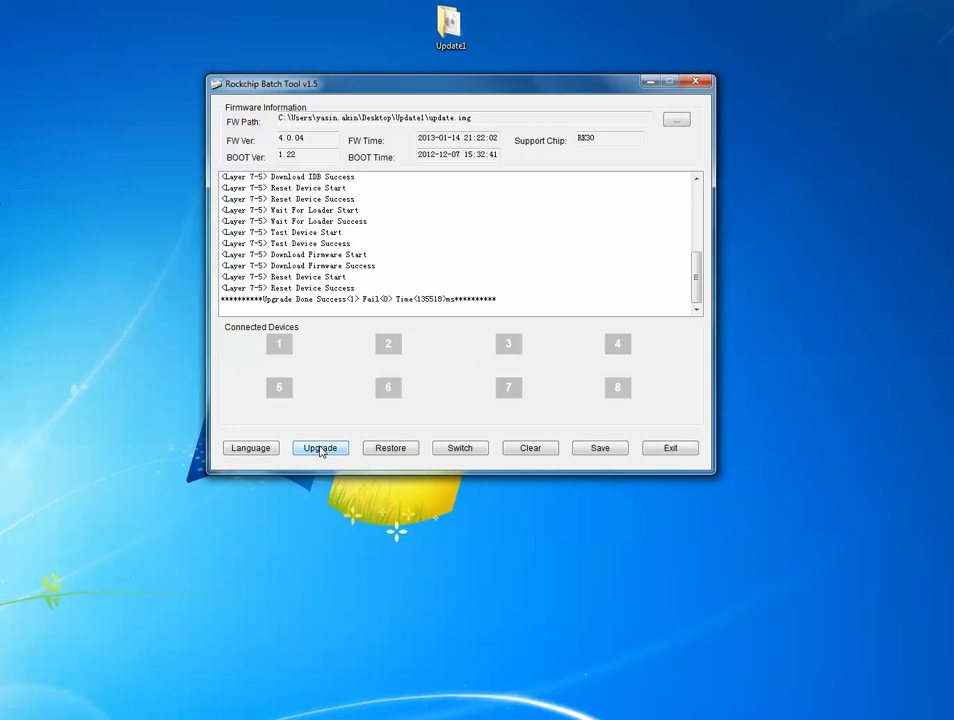 Update1
Rockchip Batch Tool v1.5
Firmware Information
FW Path: C:\Users\yasin.akin\Desktop\Update1\update.img ...
FW Ver: 4.0.04 FW Time: 2013-01-14 21:22:02 Support Chip: RK30
BOOT Ver: 1.22 BOOT Time: 2012-12-07 15:32:41
<Layer 7-5> Download IDB Success
<Layer 7-5> Reset Device Start
<Layer 7-5> Reset Device Success
<Layer 7-5> Wait For Loader Start
<Layer 7-5> Wait For Loader Success
<Layer 7-5> Test Device Start
<Layer 7-5> Test Device Success
<Layer 7-5> Download Firmware Start
<Layer 7-5> Download Firmware Success
<Layer 7-5> Reset Device Start
<Layer 7-5> Reset Device Success
**********Upgrade Done Success<1> Fail<0> Time<135518>ms**********
Connected Devices
1 2 3 4
5 6 7 8
Language Upgrade Restore Switch Clear Save Exit